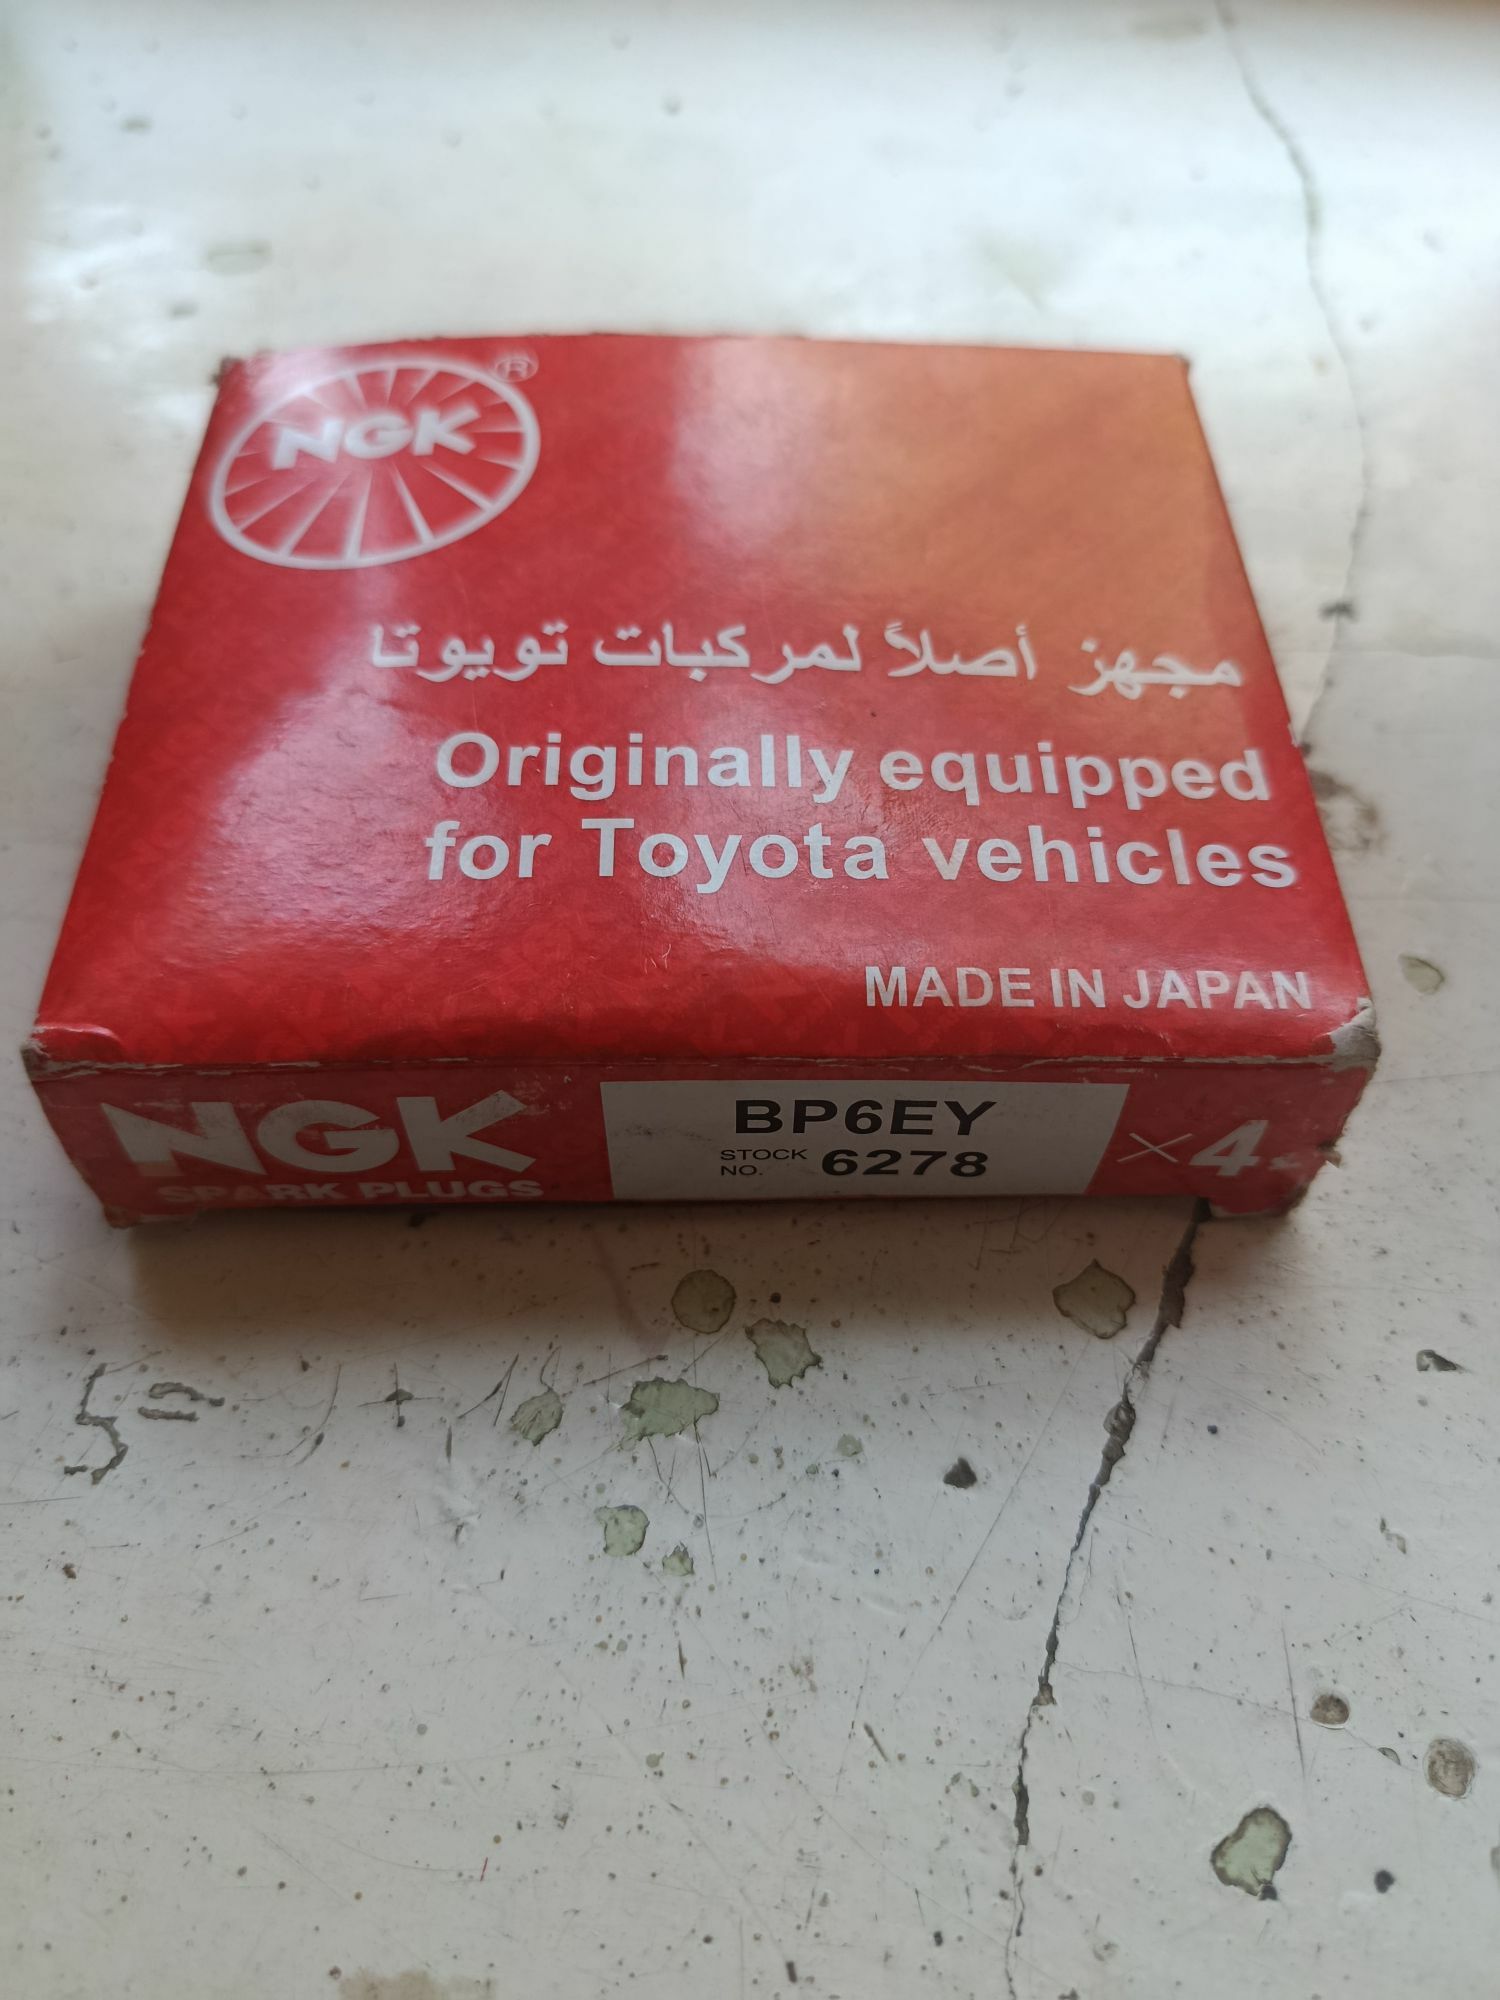 NGK ®
مجهز أصلاً لمركبات تويوتا
Originally equipped
for Toyota vehicles
MADE IN JAPAN
NGK
SPARK PLUGS
BP6EY
STOCK NO. 6278
×4
5=